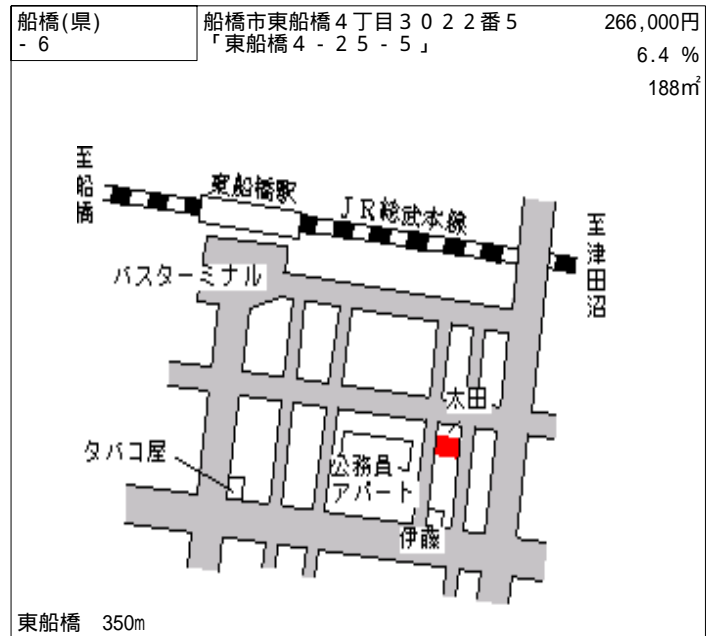 船橋(県)
- 6
船橋市東船橋４丁目３０２２番５
「東船橋４ - ２５ - ５」
266,000円
6.4 %
188㎡
至船橋
東船橋駅
ＪＲ総武本線
至津田沼
バスターミナル
太田
タバコ屋
公務員
アパート
伊藤
東船橋　350m